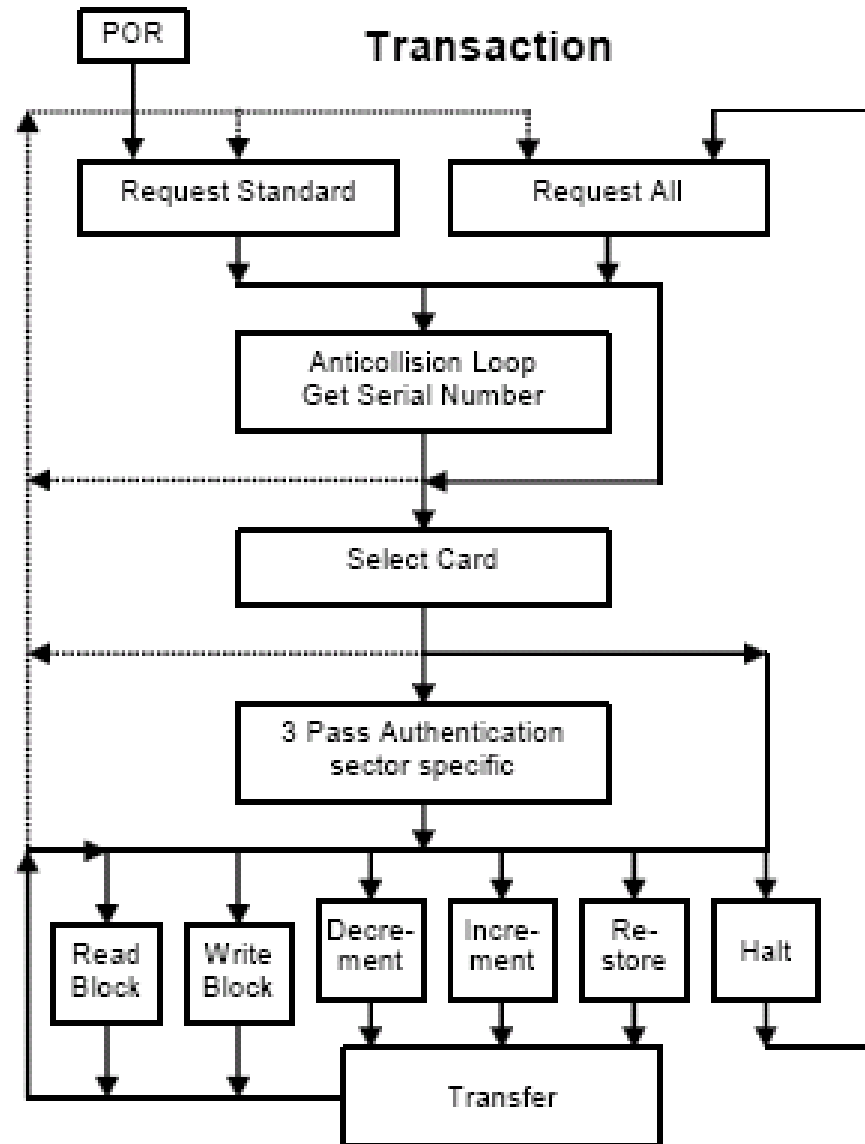 POR
Transaction
Request Standard
Request All
Anticollision Loop
Get Serial Number
Select Card
3 Pass Authentication
sector specific
Read
Block
Write
Block
Decre-
ment
Incre-
ment
Re-
store
Halt
Transfer